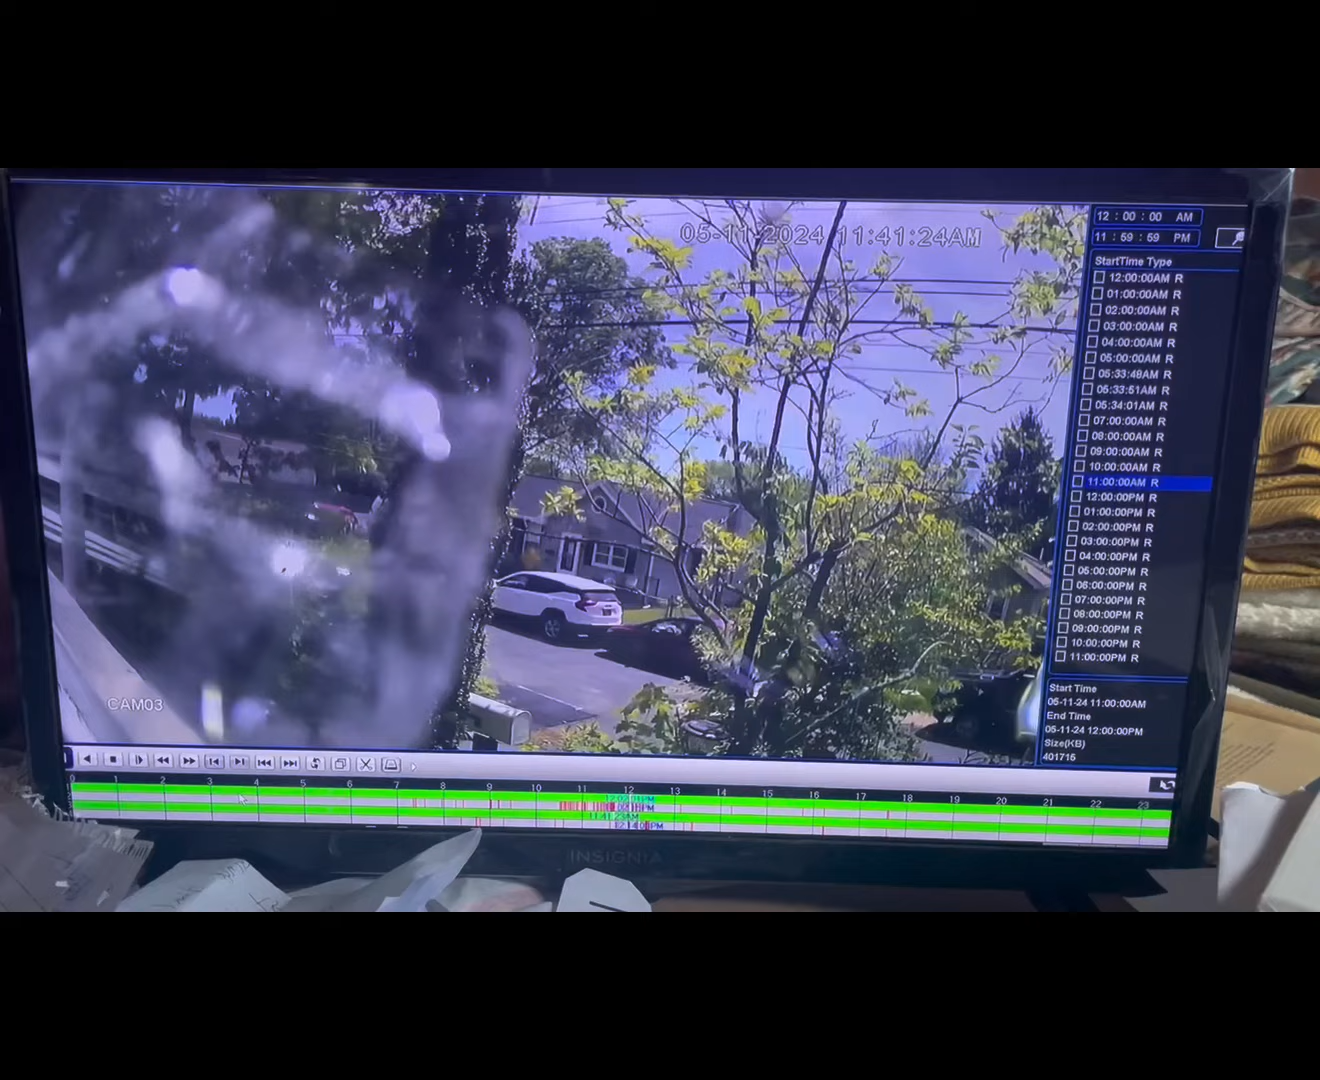 05-11-2024 11:41:24AM
12 : 00 : 00 AM
11 : 59 : 59 PM
StartTime Type
12:00:00AM R
01:00:00AM R
02:00:00AM R
03:00:00AM R
04:00:00AM R
05:00:00AM R
05:33:48AM R
05:33:51AM R
05:34:01AM R
07:00:00AM R
08:00:00AM R
09:00:00AM R
10:00:00AM R
11:00:00AM R
12:00:00PM R
01:00:00PM R
02:00:00PM R
03:00:00PM R
04:00:00PM R
05:00:00PM R
06:00:00PM R
07:00:00PM R
08:00:00PM R
09:00:00PM R
10:00:00PM R
11:00:00PM R
Start Time
05-11-24 11:00:00AM
End Time
05-11-24 12:00:00PM
Size(KB)
401716
CAM03
0 1 2 3 4 5 6 7 8 9 10 11 12 13 14 15 16 17 18 19 20 21 22 23
11:41:23AM
INSIGNIA